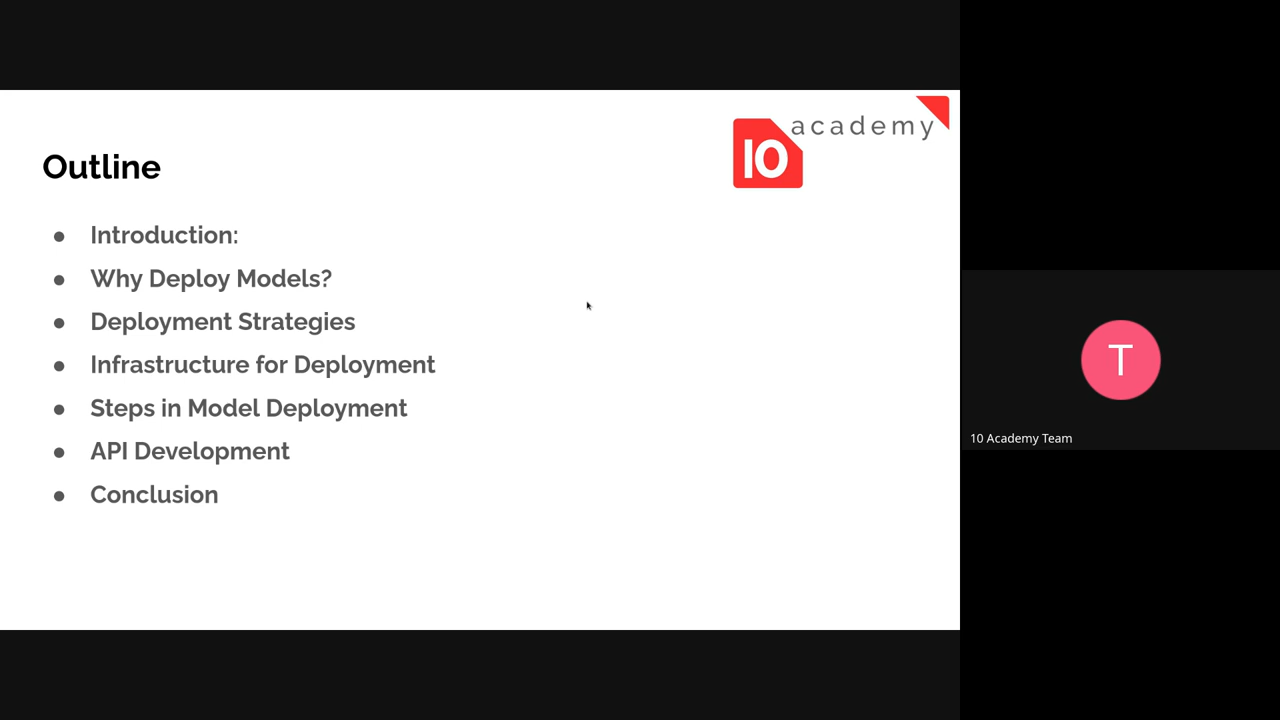 academy
10
Outline
● Introduction:
● Why Deploy Models?
● Deployment Strategies
● Infrastructure for Deployment
● Steps in Model Deployment
● API Development
● Conclusion
T
10 Academy Team